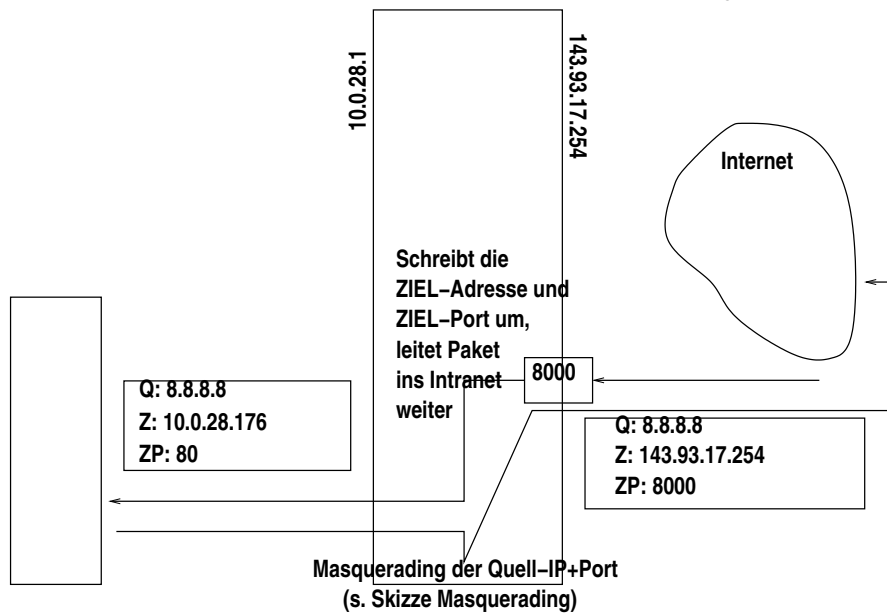 10.0.28.1
143.93.17.254
Internet
Schreibt die
ZIEL–Adresse und
ZIEL–Port um,
leitet Paket
ins Intranet
weiter
8000
Q: 8.8.8.8
Z: 10.0.28.176
ZP: 80
Q: 8.8.8.8
Z: 143.93.17.254
ZP: 8000
Masquerading der Quell–IP+Port
(s. Skizze Masquerading)